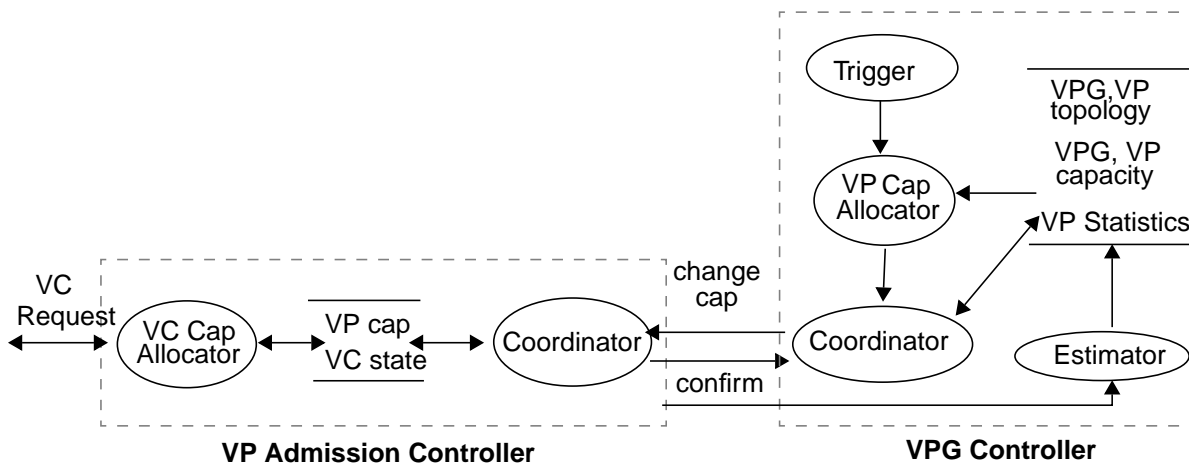 Trigger
VPG,VP
topology
VPG, VP
capacity
VP Cap
Allocator
VP Statistics
VC
Request
VC Cap
Allocator
VP cap
VC state
Coordinator
change
cap
confirm
Coordinator
Estimator
VP Admission Controller
VPG Controller